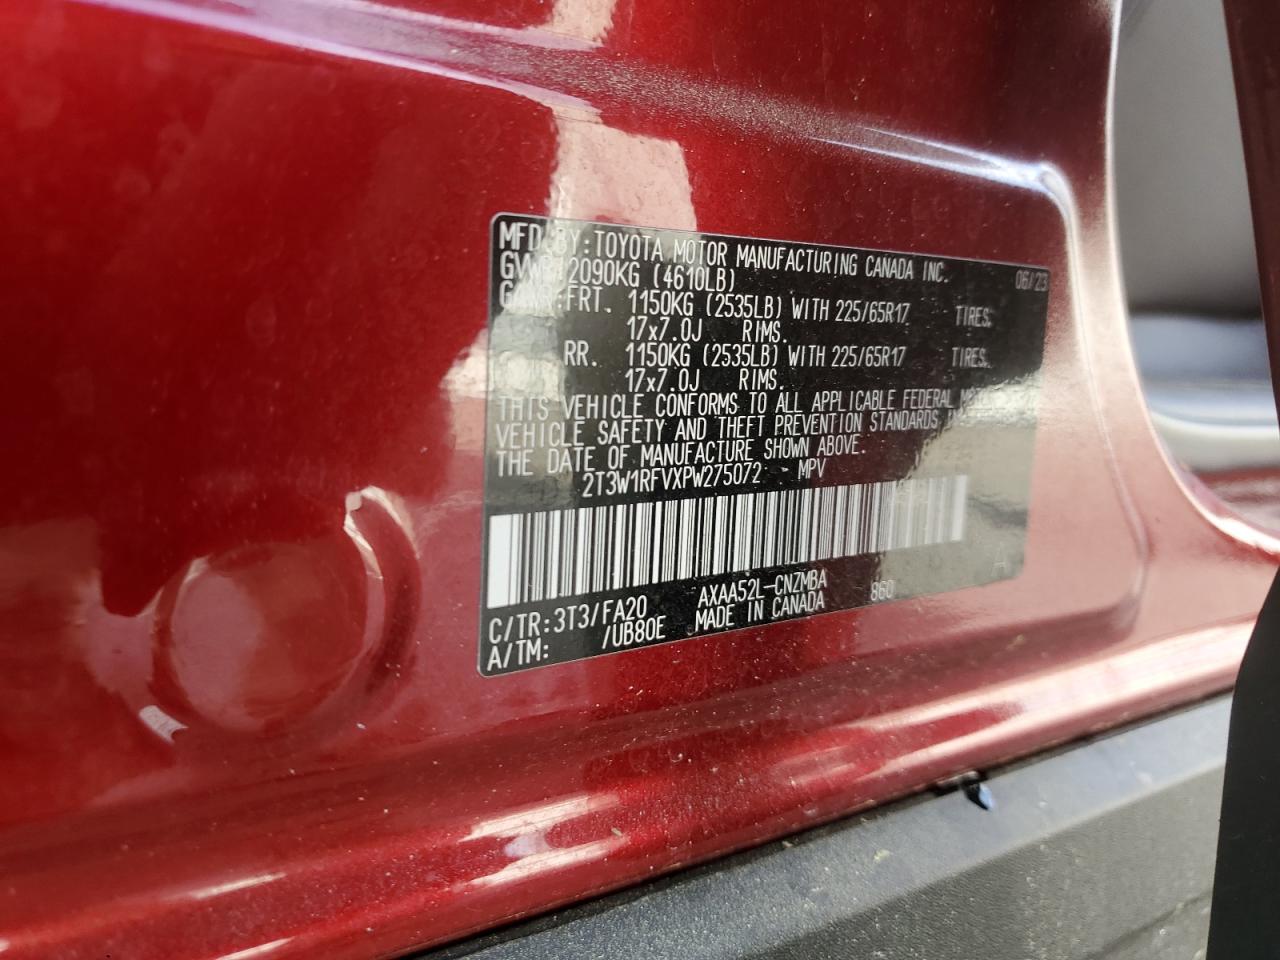 MFD. BY: TOYOTA MOTOR MANUFACTURING CANADA INC. 06/23
2090KG (4610LB)
FRT. 1150KG (2535LB) WITH 225/65R17 TIRES.
17x7.0J RIMS.
RR. 1150KG (2535LB) WITH 225/65R17 TIRES.
17x7.0J RIMS.
THIS VEHICLE CONFORMS TO ALL APPLICABLE FEDERAL
VEHICLE SAFETY AND THEFT PREVENTION STANDARDS
THE DATE OF MANUFACTURE SHOWN ABOVE.
2T3W1RFVXPW275072 MPV
C/TR: 3T3/FA20 AXAA52L-CNZMBA 860 A
A/TM: /UB80E MADE IN CANADA